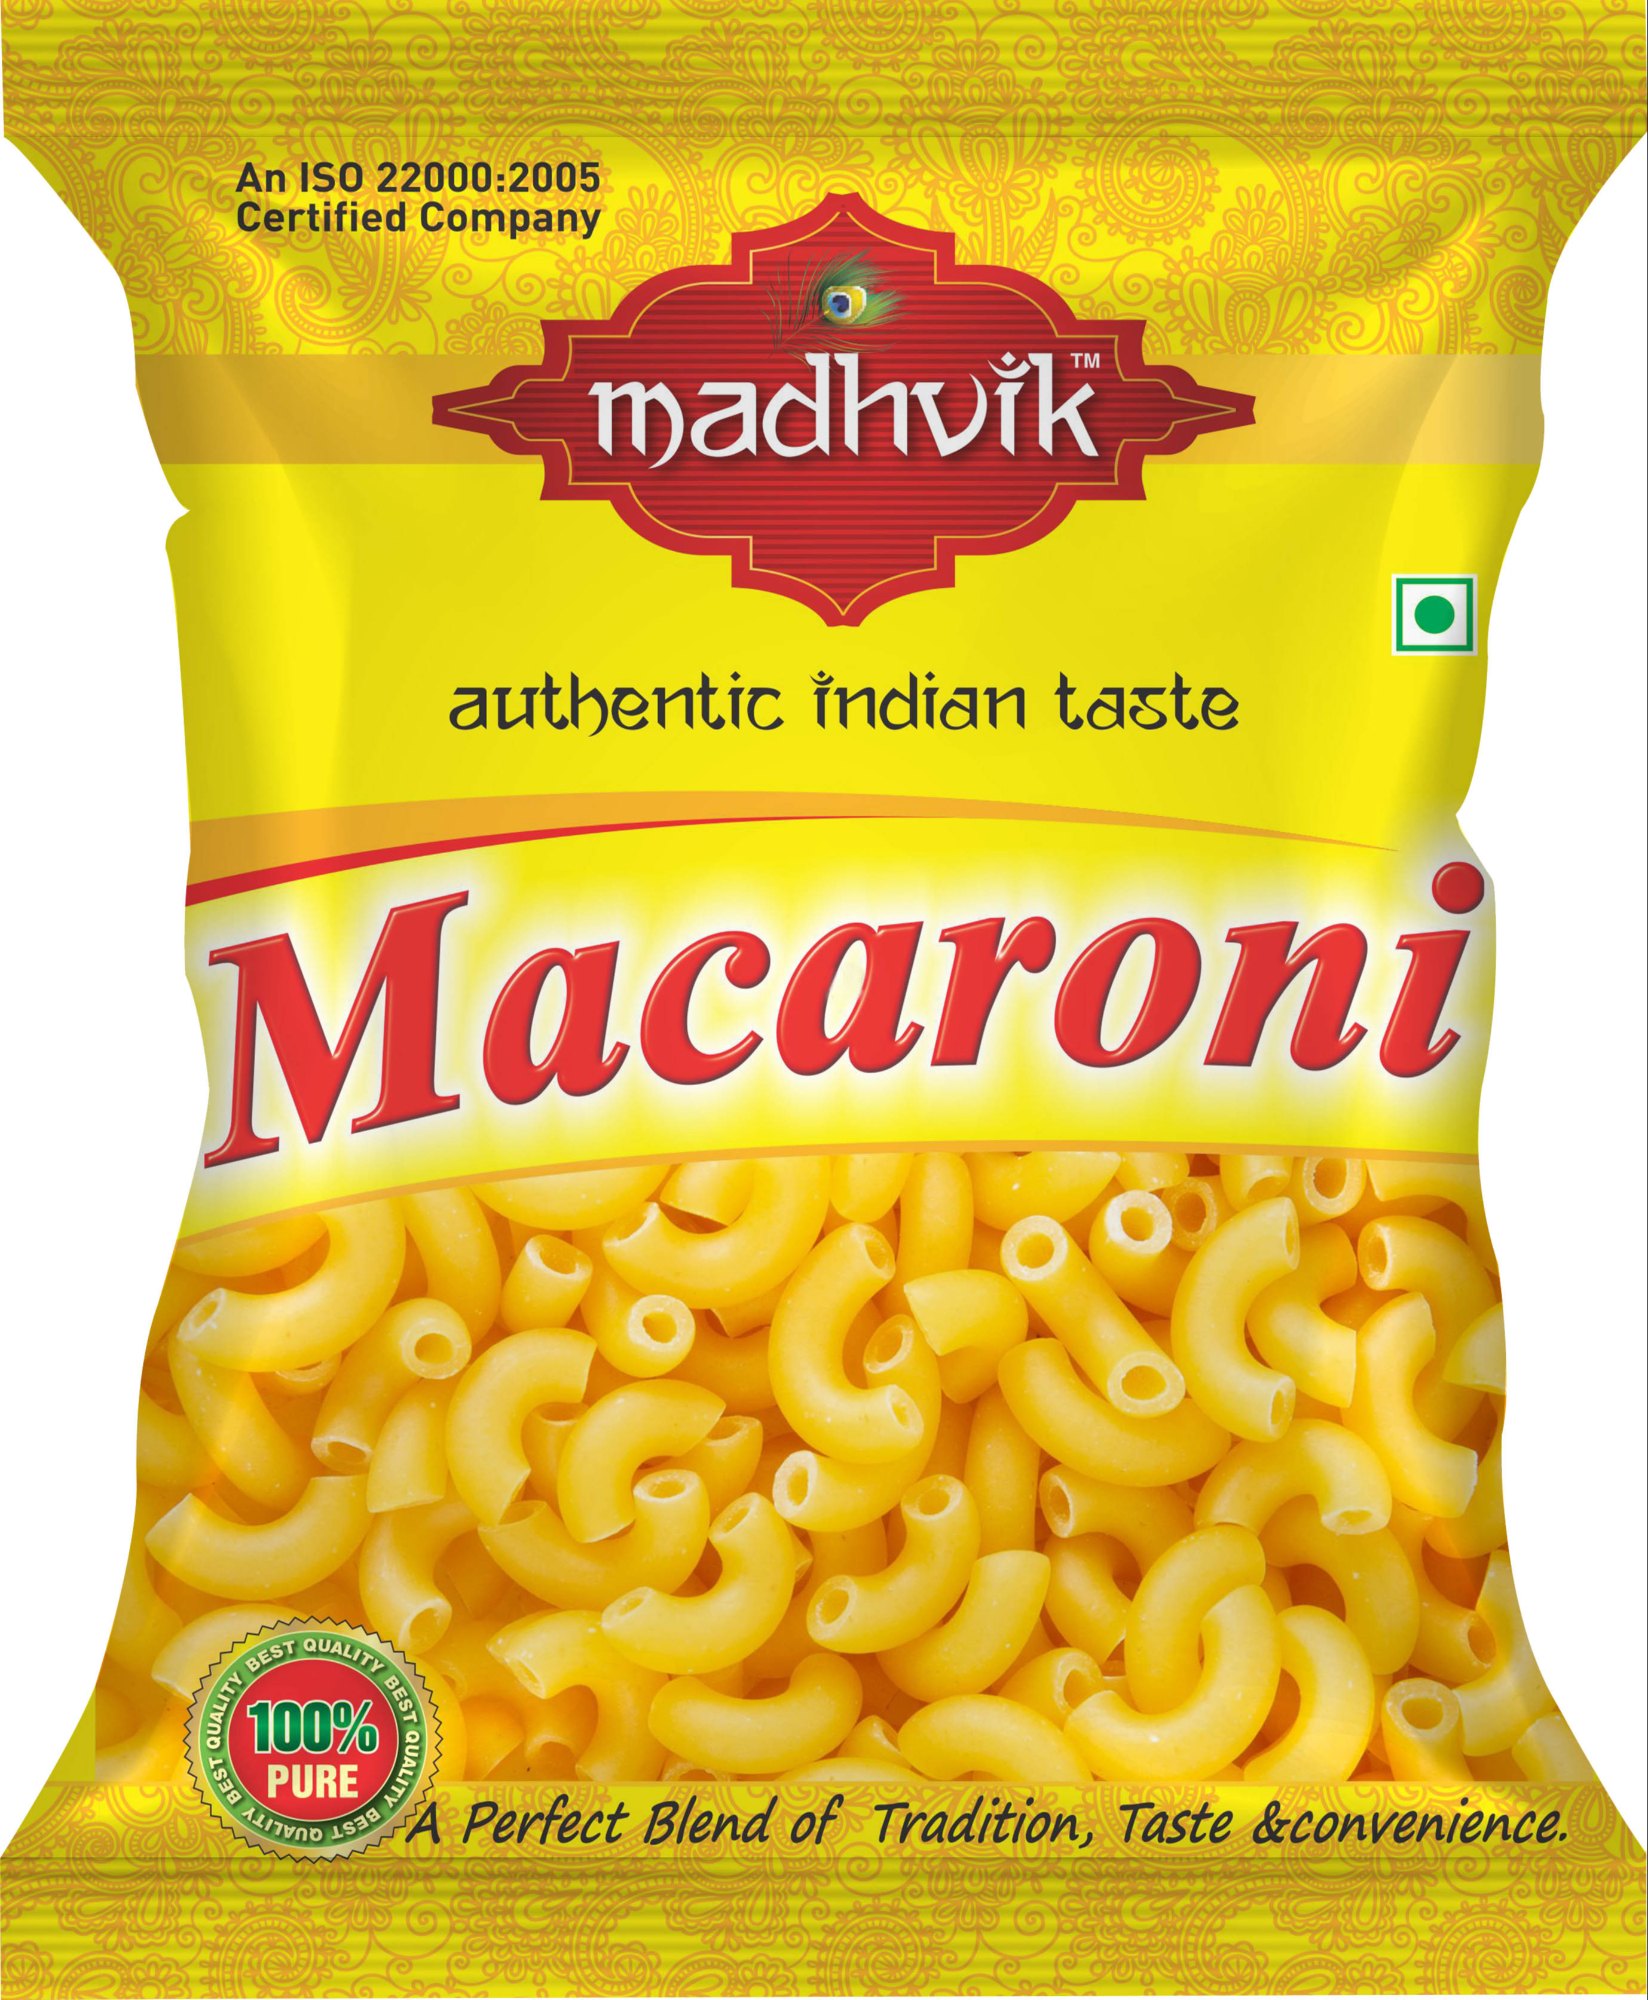 An ISO 22000:2005
Certified Company
madhvik™
authentic indian taste
Macaroni
BEST QUALITY BEST QUALITY BEST QUALITY BEST QUALITY
100%
PURE
A Perfect Blend of Tradition, Taste &convenience.